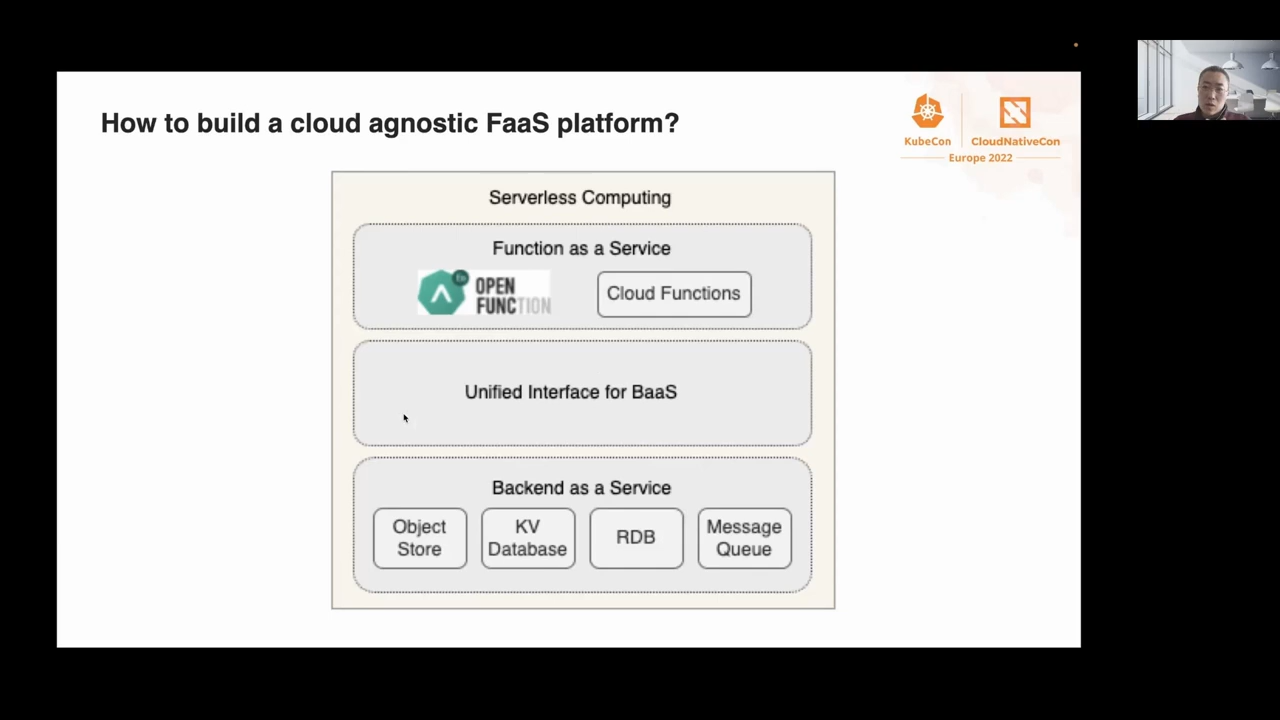 How to build a cloud agnostic FaaS platform?
KubeCon
CloudNativeCon
Europe 2022
Serverless Computing
Function as a Service
OPEN
FUNCTION
Cloud Functions
Unified Interface for BaaS
Backend as a Service
Object
Store
KV
Database
RDB
Message
Queue